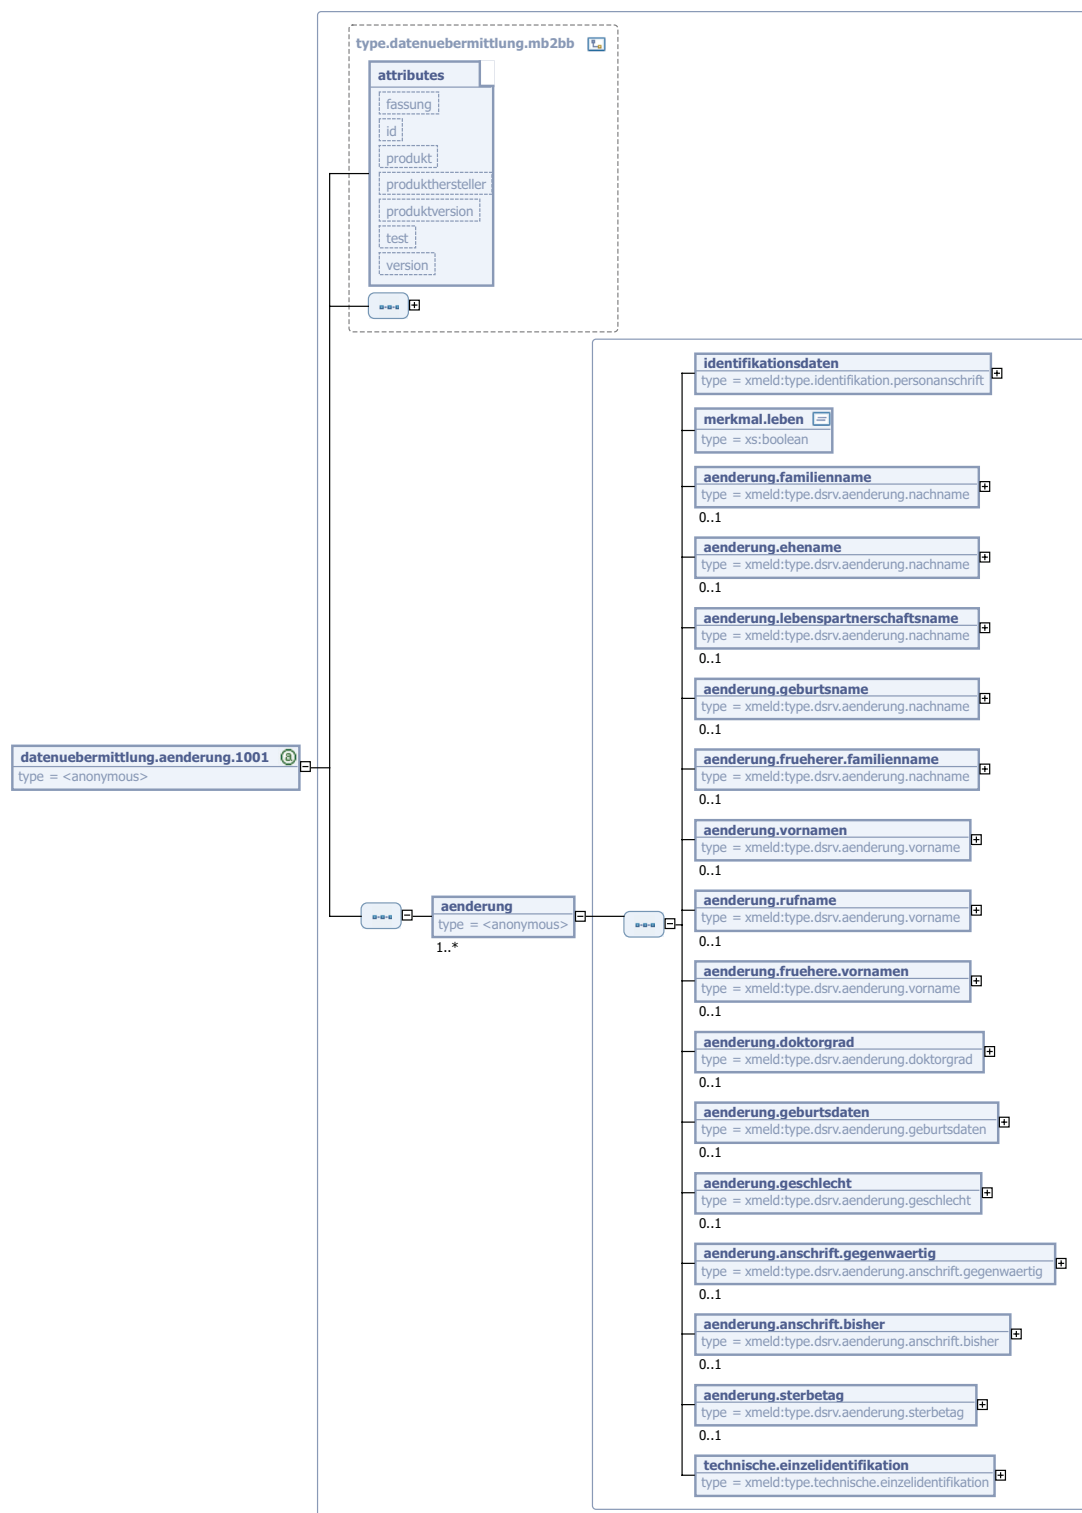 type.datenuebermittlung.mb2bb
attributes
fassung
id
produkt
produkthersteller
produktversion
test
version
identifikationsdaten
type = xmeld:type.identifikation.personanschrift
merkmal.leben
type = xs:boolean
aenderung.familienname
type = xmeld:type.dsrv.aenderung.nachname
0..1
aenderung.ehename
type = xmeld:type.dsrv.aenderung.nachname
0..1
aenderung.lebenspartnerschaftsname
type = xmeld:type.dsrv.aenderung.nachname
0..1
aenderung.geburtsname
type = xmeld:type.dsrv.aenderung.nachname
0..1
datenuebermittlung.aenderung.1001
type = <anonymous>
aenderung.frueherer.familienname
type = xmeld:type.dsrv.aenderung.nachname
0..1
aenderung.vornamen
type = xmeld:type.dsrv.aenderung.vorname
0..1
aenderung
type = <anonymous>
1..*
aenderung.rufname
type = xmeld:type.dsrv.aenderung.vorname
0..1
aenderung.fruehere.vornamen
type = xmeld:type.dsrv.aenderung.vorname
0..1
aenderung.doktorgrad
type = xmeld:type.dsrv.aenderung.doktorgrad
0..1
aenderung.geburtsdaten
type = xmeld:type.dsrv.aenderung.geburtsdaten
0..1
aenderung.geschlecht
type = xmeld:type.dsrv.aenderung.geschlecht
0..1
aenderung.anschrift.gegenwaertig
type = xmeld:type.dsrv.aenderung.anschrift.gegenwaertig
0..1
aenderung.anschrift.bisher
type = xmeld:type.dsrv.aenderung.anschrift.bisher
0..1
aenderung.sterbetag
type = xmeld:type.dsrv.aenderung.sterbetag
0..1
technische.einzelidentifikation
type = xmeld:type.technische.einzelidentifikation